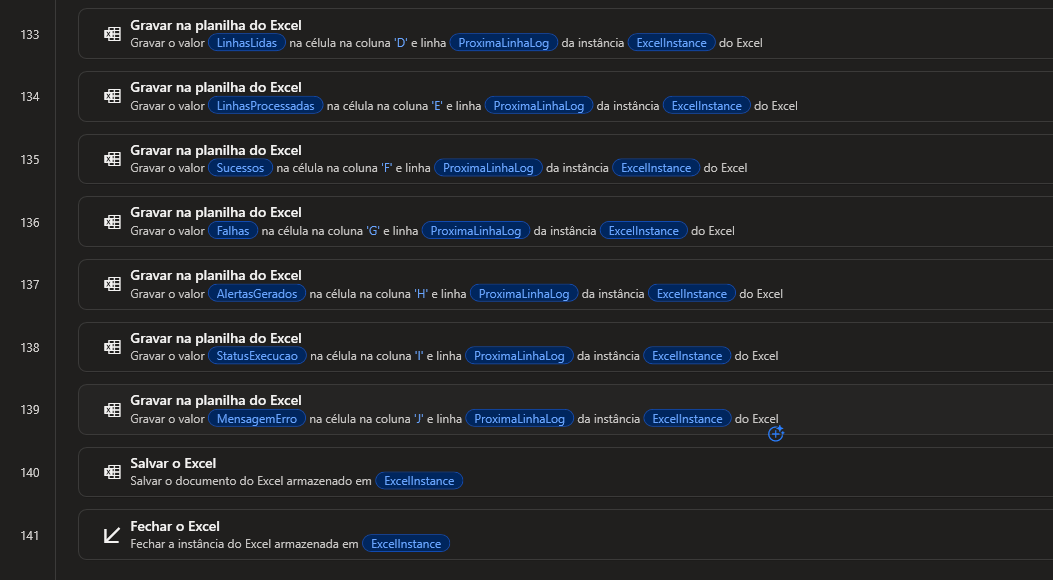 133
Gravar na planilha do Excel
Gravar o valor LinhasLidas na célula na coluna 'D' e linha ProximaLinhaLog da instância ExcelInstance do Excel
134
Gravar na planilha do Excel
Gravar o valor LinhasProcessadas na célula na coluna 'E' e linha ProximaLinhaLog da instância ExcelInstance do Excel
135
Gravar na planilha do Excel
Gravar o valor Sucessos na célula na coluna 'F' e linha ProximaLinhaLog da instância ExcelInstance do Excel
136
Gravar na planilha do Excel
Gravar o valor Falhas na célula na coluna 'G' e linha ProximaLinhaLog da instância ExcelInstance do Excel
137
Gravar na planilha do Excel
Gravar o valor AlertasGerados na célula na coluna 'H' e linha ProximaLinhaLog da instância ExcelInstance do Excel
138
Gravar na planilha do Excel
Gravar o valor StatusExecucao na célula na coluna 'I' e linha ProximaLinhaLog da instância ExcelInstance do Excel
139
Gravar na planilha do Excel
Gravar o valor MensagemErro na célula na coluna 'J' e linha ProximaLinhaLog da instância ExcelInstance do Excel
140
Salvar o Excel
Salvar o documento do Excel armazenado em ExcelInstance
141
Fechar o Excel
Fechar a instância do Excel armazenada em ExcelInstance